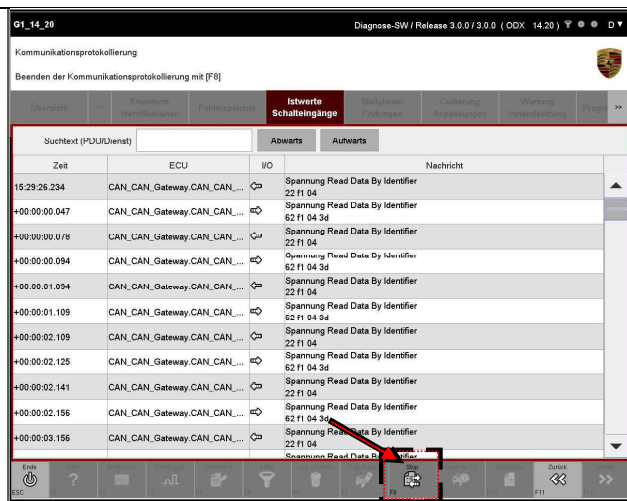 G1_14_20 Diagnose-SW / Release 3.0.0 / 3.0.0 ( ODX 14.20 ) D
Kommunikationsprotokollierung
Beenden der Kommunikationsprotokollierung mit [F8]
Übersicht >> Erweiterte Identifikationen Fehlerspeicher Istwerte Schalteingänge Stellglieder Prüfungen Codierung Anpassungen Wartung Instandsetzung Progr >>
Suchtext (PDU/Dienst) Abwarts Aufwarts
Zeit ECU I/O Nachricht
15:29:26.234 CAN_CAN_Gateway.CAN_CAN_... Spannung Read Data By Identifier
22 f1 04
+00:00:00.047 CAN_CAN_Gateway.CAN_CAN_... Spannung Read Data By Identifier
62 f1 04 3d
+00:00:00.078 CAN_CAN_Gateway.CAN_CAN_... Spannung Read Data By Identifier
22 f1 04
+00:00:00.094 CAN_CAN_Gateway.CAN_CAN_... Spannung Read Data By Identifier
62 f1 04 3d
+00:00:01.094 CAN_CAN_Gateway.CAN_CAN_... Spannung Read Data By Identifier
22 f1 04
+00:00:01.109 CAN_CAN_Gateway.CAN_CAN_... Spannung Read Data By Identifier
62 f1 04 3d
+00:00:02.109 CAN_CAN_Gateway.CAN_CAN_... Spannung Read Data By Identifier
22 f1 04
+00:00:02.125 CAN_CAN_Gateway.CAN_CAN_... Spannung Read Data By Identifier
62 f1 04 3d
+00:00:02.141 CAN_CAN_Gateway.CAN_CAN_... Spannung Read Data By Identifier
22 f1 04
+00:00:02.156 CAN_CAN_Gateway.CAN_CAN_... Spannung Read Data By Identifier
62 f1 04 3d
+00:00:03.156 CAN_CAN_Gateway.CAN_CAN_... Spannung Read Data By Identifier
22 f1 04
Spannung Read Data By Identifier
Ende Stop Zurück
ESC F8 F11